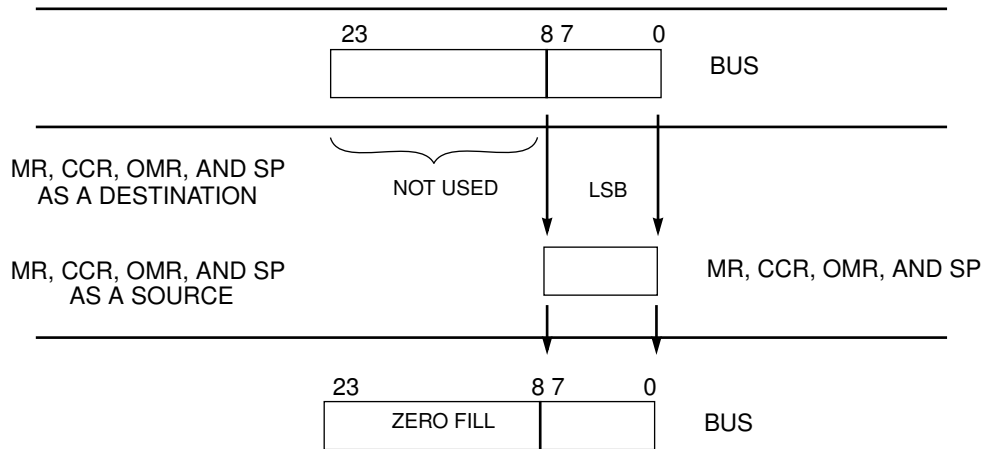 23 8 7 0
BUS
MR, CCR, OMR, AND SP
AS A DESTINATION
NOT USED
LSB
MR, CCR, OMR, AND SP
AS A SOURCE
MR, CCR, OMR, AND SP
23 8 7 0
ZERO FILL
BUS